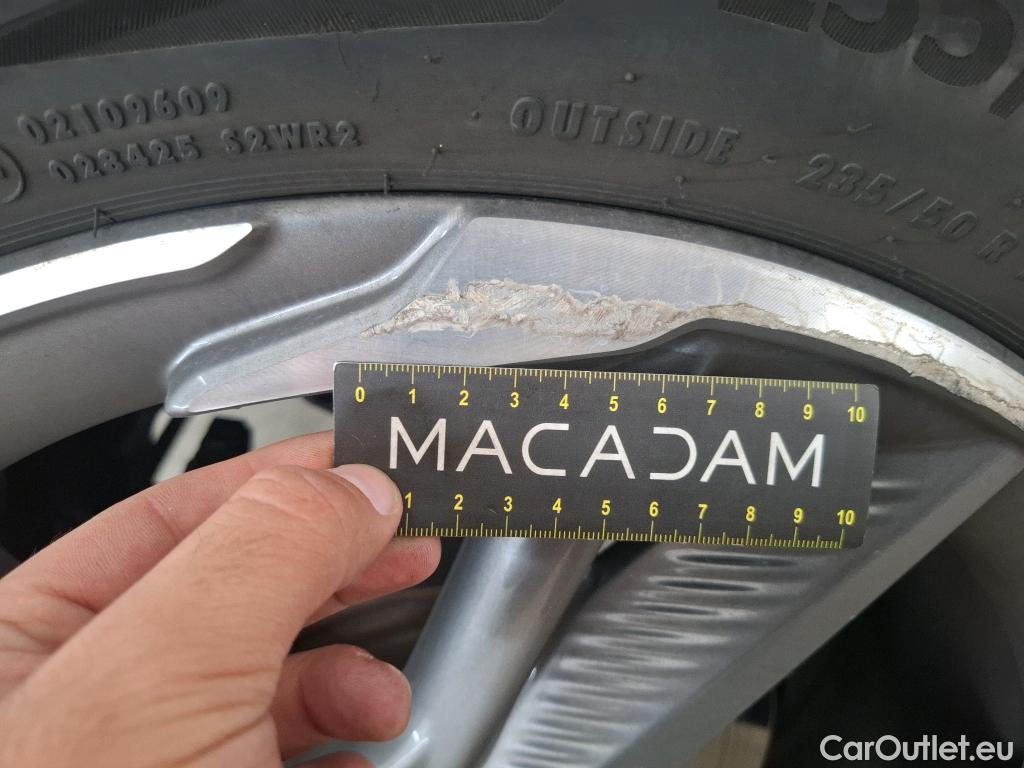 02109609
028425 S2WR2
OUTSIDE - 235/50 R
0 1 2 3 4 5 6 7 8 9 10
MACADAM
1 2 3 4 5 6 7 8 9 10
CarOutlet.eu